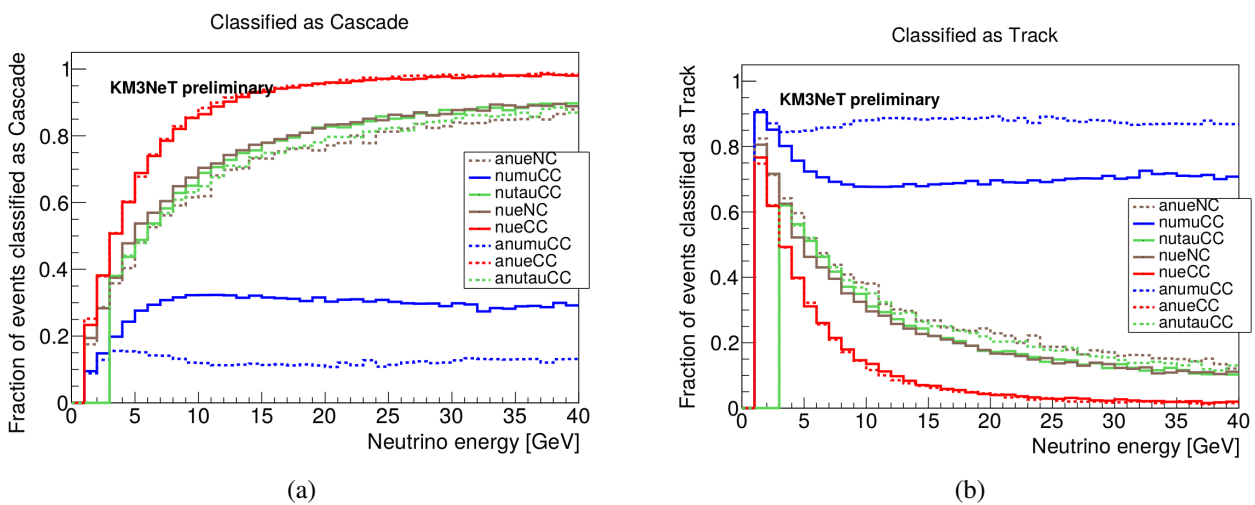 Classified as Cascade
Fraction of events classified as Cascade
KM3NeT preliminary
1
0.8
0.6
0.4
0.2
0
anueNC
numuCC
nutauCC
nueNC
nueCC
anumuCC
anueCC
anutauCC
0 5 10 15 20 25 30 35 40
Neutrino energy [GeV]
(a)
Classified as Track
Fraction of events classified as Track
KM3NeT preliminary
1
0.8
0.6
0.4
0.2
0
anueNC
numuCC
nutauCC
nueNC
nueCC
anumuCC
anueCC
anutauCC
0 5 10 15 20 25 30 35 40
Neutrino energy [GeV]
(b)